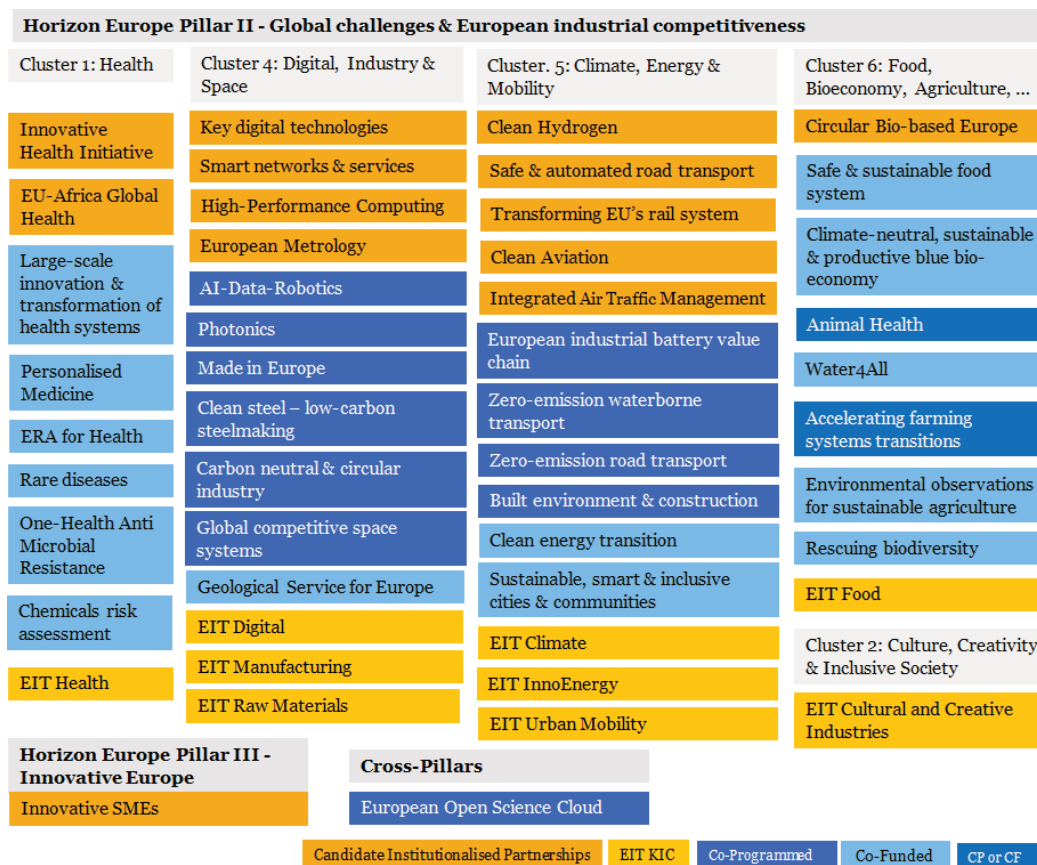 Horizon Europe Pillar II - Global challenges & European industrial competitiveness
Cluster 1: Health
Innovative
Health Initiative
EU-Africa Global
Health
Large-scale
innovation &
transformation of
health systems
Personalised
Medicine
ERA for Health
Rare diseases
One-Health Anti
Microbial
Resistance
Chemicals risk
assessment
EIT Health
Cluster 4: Digital, Industry &
Space
Key digital technologies
Smart networks & services
High-Performance Computing
European Metrology
AI-Data-Robotics
Photonics
Made in Europe
Clean steel – low-carbon
steelmaking
Carbon neutral & circular
industry
Global competitive space
systems
Geological Service for Europe
EIT Digital
EIT Manufacturing
EIT Raw Materials
Cluster. 5: Climate, Energy &
Mobility
Clean Hydrogen
Safe & automated road transport
Transforming EU's rail system
Clean Aviation
Integrated Air Traffic Management
European industrial battery value
chain
Zero-emission waterborne
transport
Zero-emission road transport
Built environment & construction
Clean energy transition
Sustainable, smart & inclusive
cities & communities
EIT Climate
EIT InnoEnergy
EIT Urban Mobility
Cluster 6: Food,
Bioeconomy, Agriculture, ...
Circular Bio-based Europe
Safe & sustainable food
system
Climate-neutral, sustainable
& productive blue bio-
economy
Animal Health
Water4All
Accelerating farming
systems transitions
Environmental observations
for sustainable agriculture
Rescuing biodiversity
EIT Food
Cluster 2: Culture, Creativity
& Inclusive Society
EIT Cultural and Creative
Industries
Horizon Europe Pillar III -
Innovative Europe
Innovative SMEs
Cross-Pillars
European Open Science Cloud
Candidate Institutionalised Partnerships
EIT KIC
Co-Programmed
Co-Funded
CP or CF